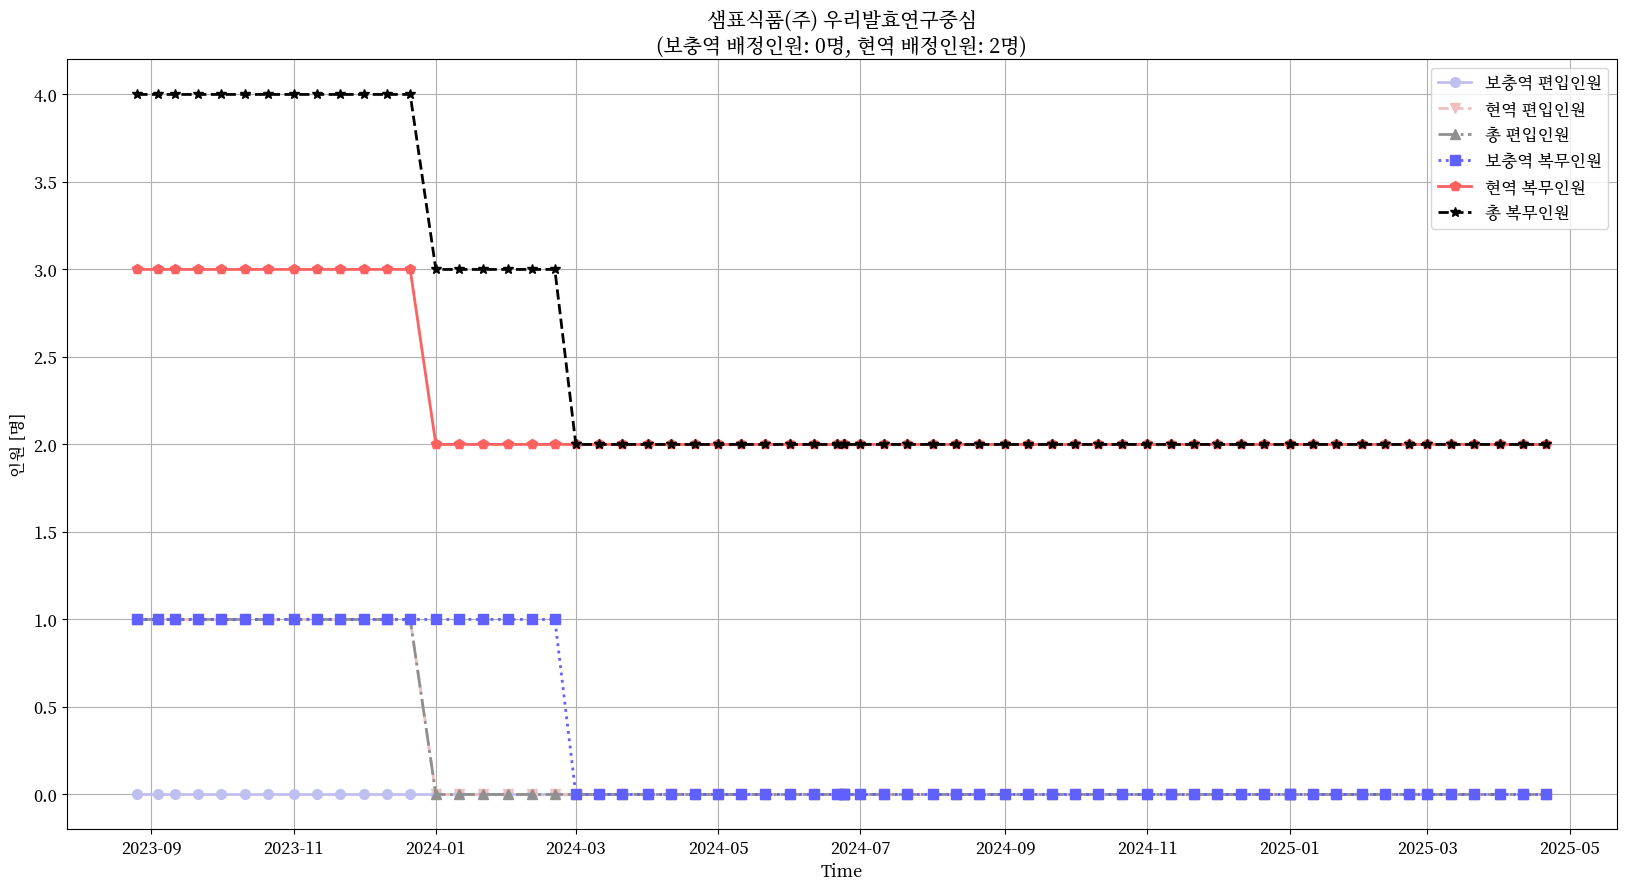 샘표식품(주) 우리발효연구중심
(보충역 배정인원: 0명, 현역 배정인원: 2명)
보충역 편입인원
현역 편입인원
총 편입인원
보충역 복무인원
현역 복무인원
총 복무인원
인원 [명]
4.0
3.5
3.0
2.5
2.0
1.5
1.0
0.5
0.0
2023-09 2023-11 2024-01 2024-03 2024-05 2024-07 2024-09 2024-11 2025-01 2025-03 2025-05
Time